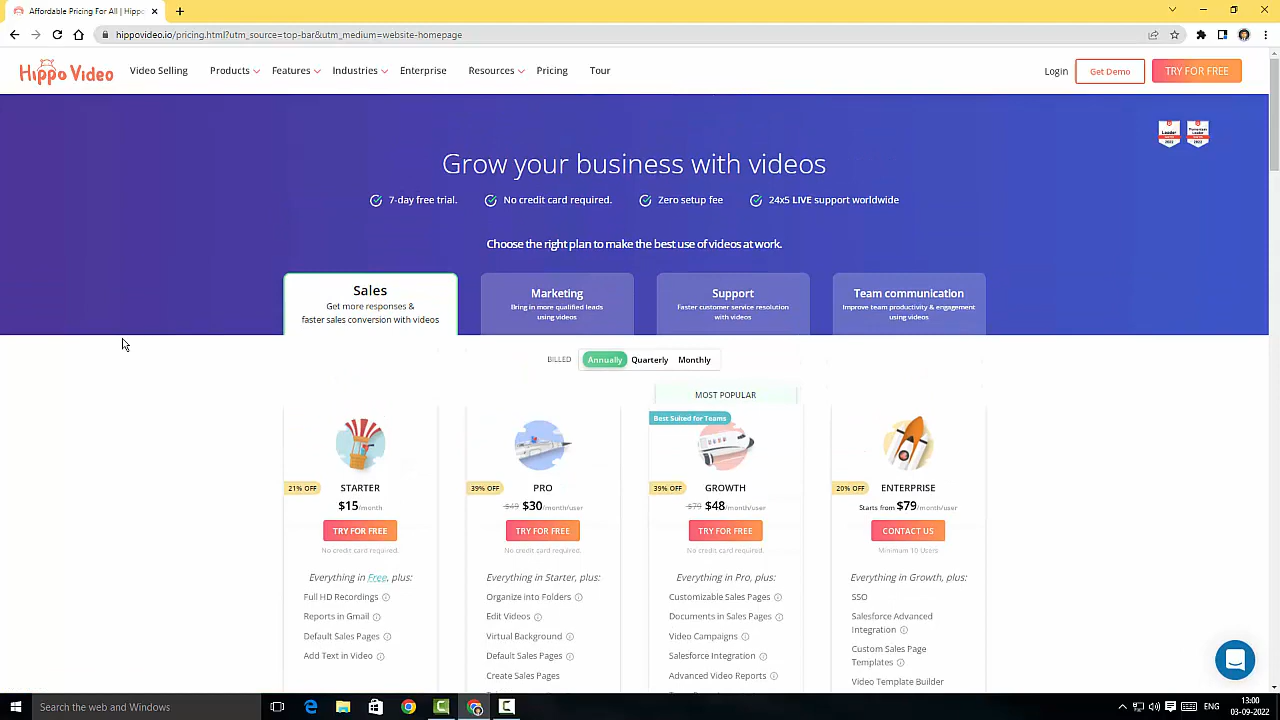 Affordable Pricing For All | Hipp
hippovideo.io/pricing.html?utm_source=top-bar&utm_medium=website-homepage
Hippo Video
Video Selling
Products
Features
Industries
Enterprise
Resources
Pricing
Tour
Login
Get Demo
TRY FOR FREE
Leader
2022
Momentum Leader
2022
Grow your business with videos
7-day free trial.
No credit card required.
Zero setup fee
24x5 LIVE support worldwide
Choose the right plan to make the best use of videos at work.
Sales
Get more responses &
faster sales conversion with videos
Marketing
Bring in more qualified leads
using videos
Support
Faster customer service resolution
with videos
Team communication
Improve team productivity & engagement
using videos
BILLED
Annually
Quarterly
Monthly
MOST POPULAR
Best Suited for Teams
21% OFF
STARTER
$15/month
TRY FOR FREE
No credit card required.
Everything in Free, plus:
Full HD Recordings
Reports in Gmail
Default Sales Pages
Add Text in Video
39% OFF
PRO
$49 $30/month/user
TRY FOR FREE
No credit card required.
Everything in Starter, plus:
Organize into Folders
Edit Videos
Virtual Background
Default Sales Pages
Create Sales Pages
39% OFF
GROWTH
$79 $48/month/user
TRY FOR FREE
No credit card required.
Everything in Pro, plus:
Customizable Sales Pages
Documents in Sales Pages
Video Campaigns
Salesforce Integration
Advanced Video Reports
20% OFF
ENTERPRISE
Starts from $79/month/user
CONTACT US
Minimum 10 Users
Everything in Growth, plus:
SSO
Salesforce Advanced
Integration
Custom Sales Page
Templates
Video Template Builder
Search the web and Windows
ENG
13:00
03-09-2022